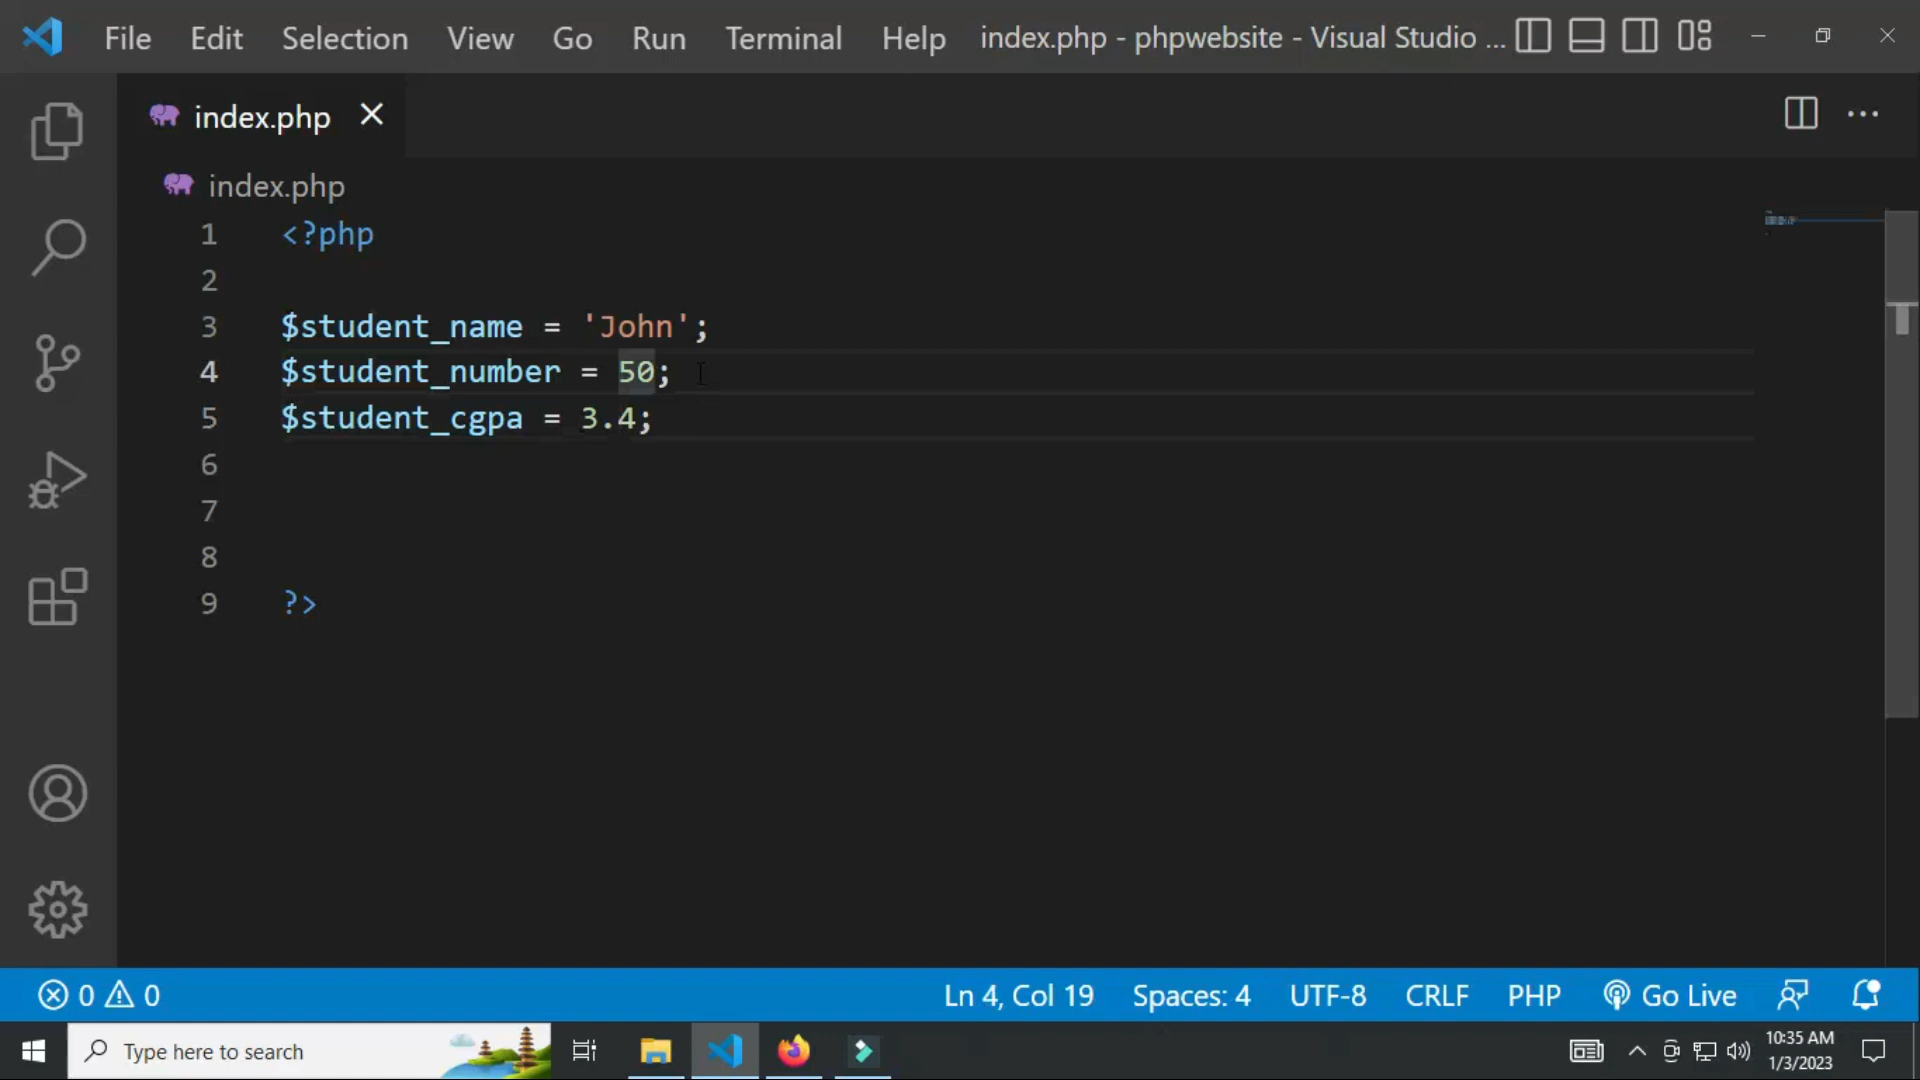 File Edit Selection View Go Run Terminal Help index.php - phpwebsite - Visual Studio ...
index.php
index.php
1 <?php
2
3 $student_name = 'John';
4 $student_number = 50;
5 $student_cgpa = 3.4;
6
7
8
9 ?>
0 0 Ln 4, Col 19 Spaces: 4 UTF-8 CRLF PHP Go Live
Type here to search
10:35 AM
1/3/2023